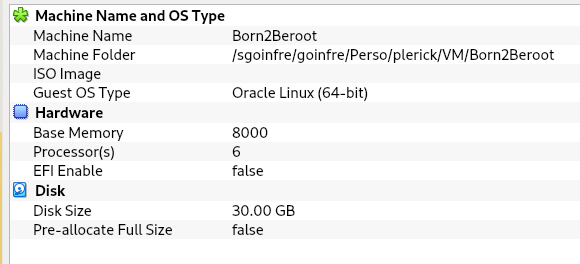 Machine Name and OS Type
Machine Name Born2Beroot
Machine Folder /sgoinfre/goinfre/Perso/plerick/VM/Born2Beroot
ISO Image
Guest OS Type Oracle Linux (64-bit)
Hardware
Base Memory 8000
Processor(s) 6
EFI Enable false
Disk
Disk Size 30.00 GB
Pre-allocate Full Size false